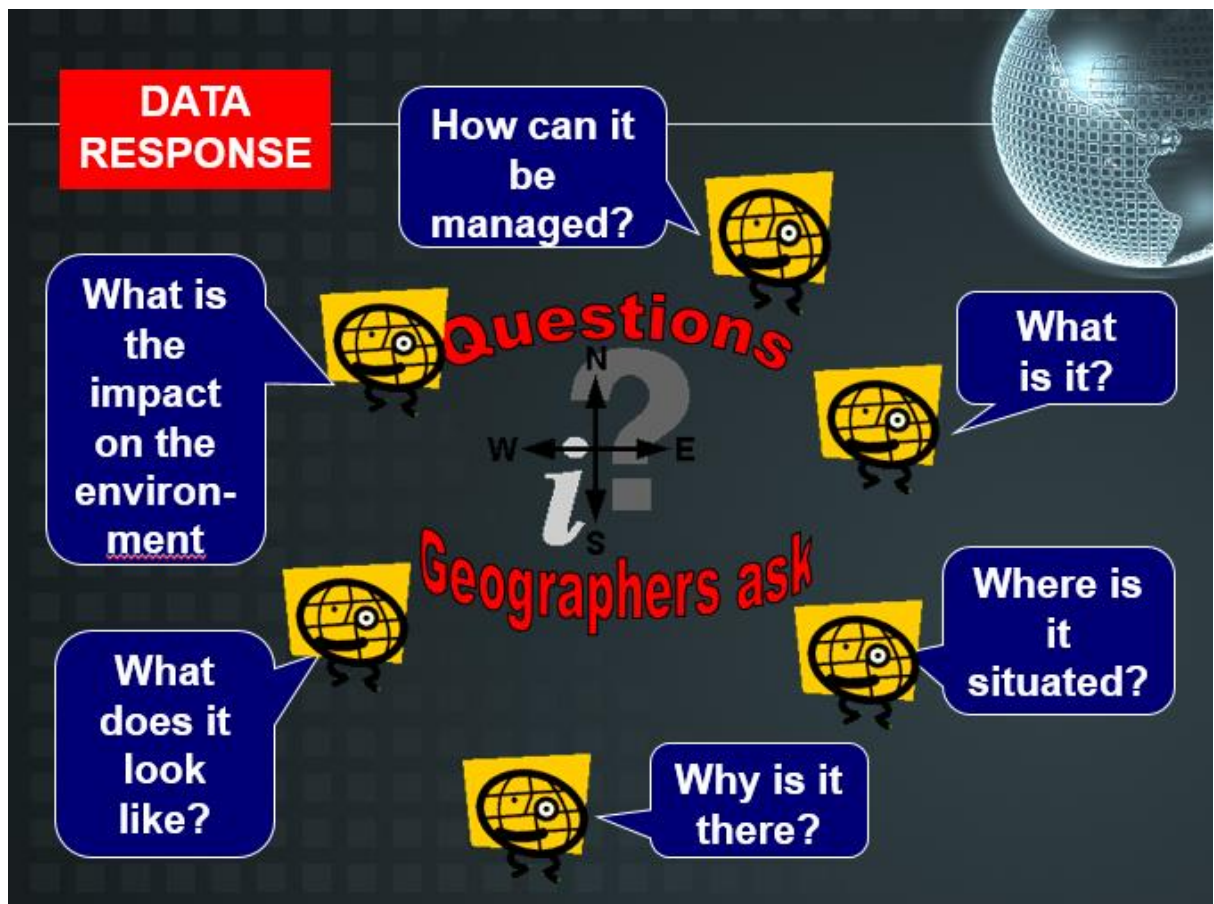 DATA
RESPONSE
How can it
be
managed?
What is
the
impact
on the
environ-
ment
Questions
What
is it?
N
W
E
i
?
S
Geographers ask
Where is
it
situated?
What
does it
look
like?
Why is it
there?